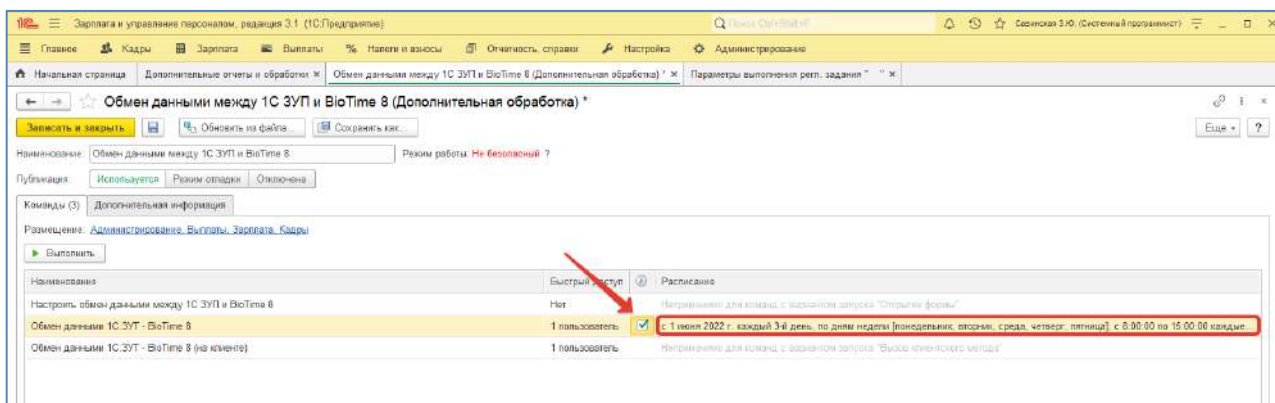 Зарплата и управление персоналом, редакция 3.1 (1С:Предприятие)
Поиск Ctrl+Shift+F
Савинская З.Ю. (Системный программист)
Главное Кадры Зарплата Выплаты Налоги и взносы Отчетность, справки Настройка Администрирование
Начальная страница Дополнительные отчеты и обработки × Обмен данными между 1С ЗУП и BioTime 8 (Дополнительная обработка) * × Параметры выполнения регл. задания " " ×
Обмен данными между 1С ЗУП и BioTime 8 (Дополнительная обработка) *
Записать и закрыть Обновить из файла... Сохранить как... Еще ?
Наименование: Обмен данными между 1С ЗУП и BioTime 8 Режим работы: Не безопасный ?
Публикация: Используется Режим отладки Отключена
Команды (3) Дополнительная информация
Размещение: Администрирование, Выплаты, Зарплата, Кадры
Выполнить
Наименование Быстрый доступ Расписание
Настроить обмен данными между 1С ЗУП и BioTime 8 Нет Неприменимо для команд с вариантом запуска "Открытие формы"
Обмен данными 1С:ЗУП - BioTime 8 1 пользователь с 1 июня 2022 г. каждый 3-й день, по дням недели [понедельник, вторник, среда, четверг, пятница], с 8:00:00 по 15:00:00 каждые...
Обмен данными 1С:ЗУП - BioTime 8 (на клиенте) 1 пользователь Неприменимо для команд с вариантом запуска "Вызов клиентского метода"